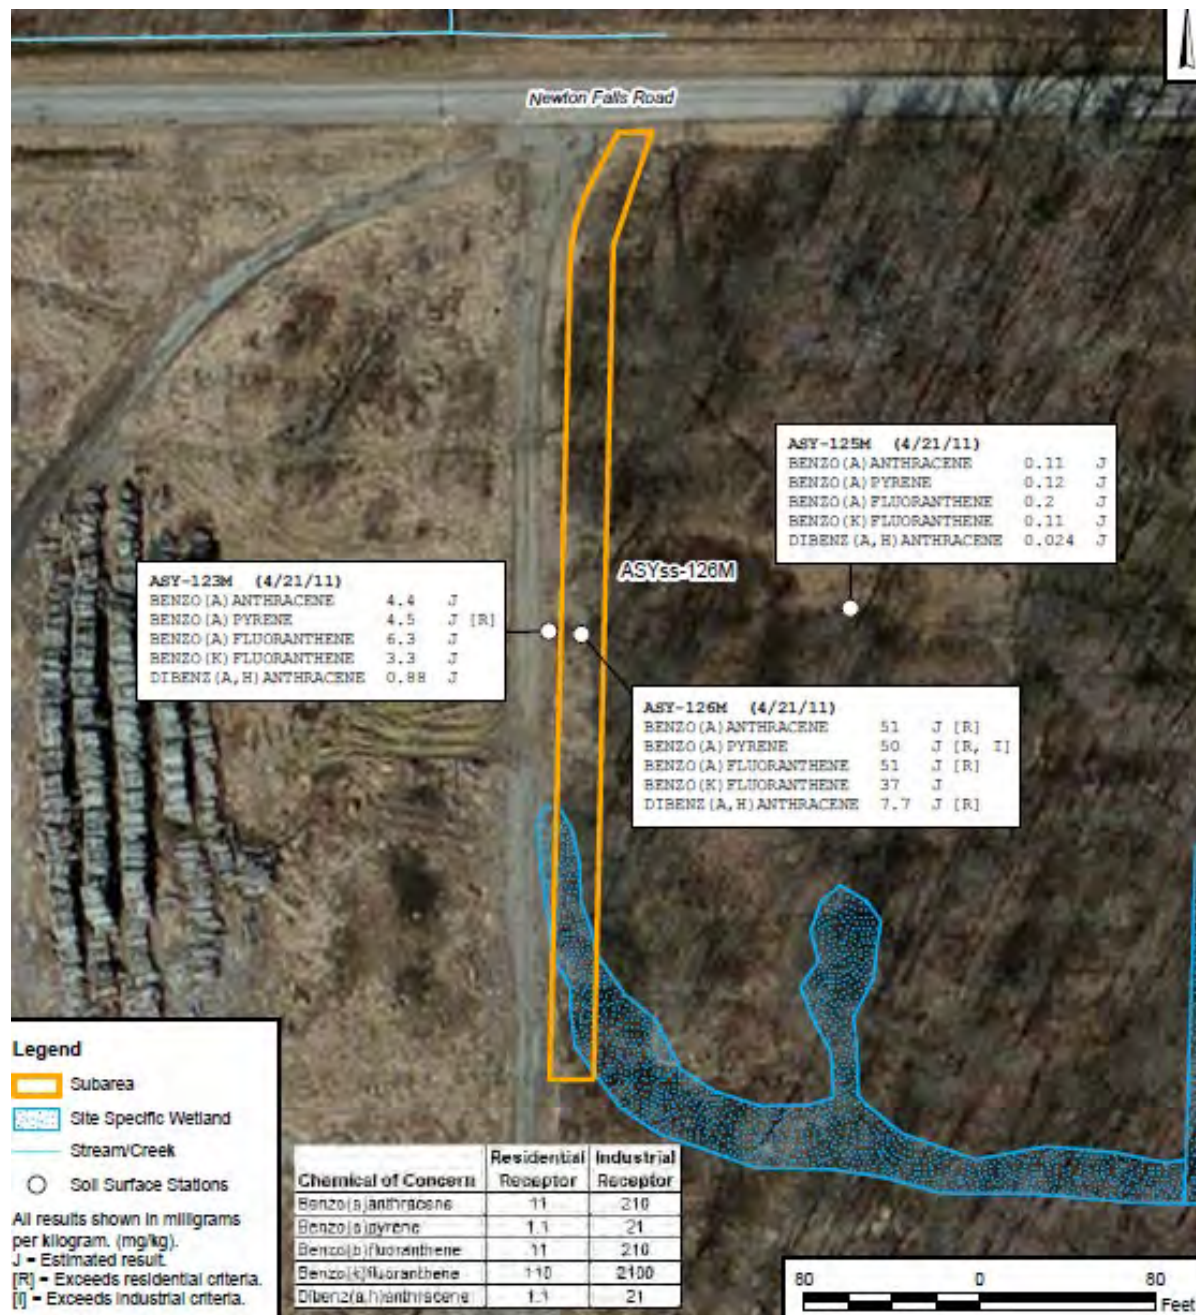 Newton Falls Road
ASY-125M (4/21/11)
BENZO(A)ANTHRACENE 0.11 J
BENZO(A)PYRENE 0.12 J
BENZO(A)FLUORANTHENE 0.2 J
BENZO(K)FLUORANTHENE 0.11 J
DIBENZ(A,H)ANTHRACENE 0.024 J
ASYss-126M
ASY-123M (4/21/11)
BENZO(A)ANTHRACENE 4.4 J
BENZO(A)PYRENE 4.5 J [R]
BENZO(A)FLUORANTHENE 6.3 J
BENZO(K)FLUORANTHENE 3.3 J
DIBENZ(A,H)ANTHRACENE 0.88 J
ASY-126M (4/21/11)
BENZO(A)ANTHRACENE 51 J [R]
BENZO(A)PYRENE 50 J [R, I]
BENZO(A)FLUORANTHENE 51 J [R]
BENZO(K)FLUORANTHENE 37 J
DIBENZ(A,H)ANTHRACENE 7.7 J [R]
Legend
Subarea
Site Specific Wetland
Stream/Creek
Soil Surface Stations
All results shown in milligrams
per kilogram. (mg/kg).
J = Estimated result.
[R] = Exceeds residential criteria.
[I] = Exceeds industrial criteria.
Chemical of Concern Residential Receptor Industrial Receptor
Benzo(a)anthracene 11 210
Benzo(a)pyrene 1.1 21
Benzo(b)fluoranthene 11 210
Benzo(k)fluoranthene 110 2100
Dibenz(a,h)anthracene 1.1 21
80 0 80
Feet